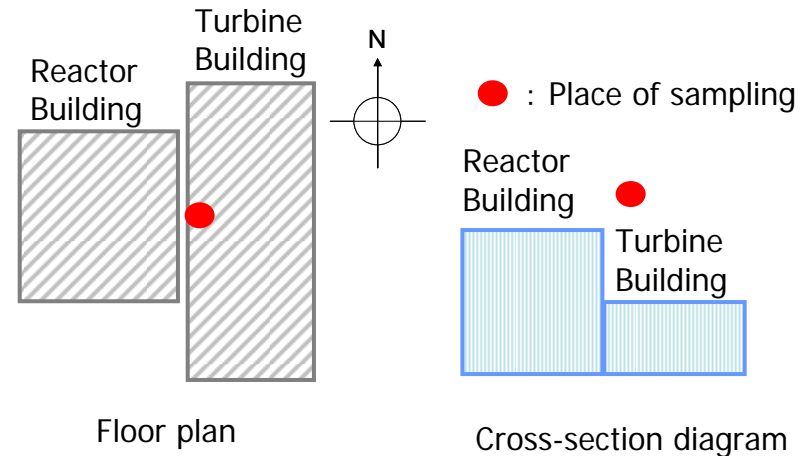 Turbine
Building
Reactor
Building
N
: Place of sampling
Reactor
Building
Turbine
Building
Floor plan
Cross-section diagram